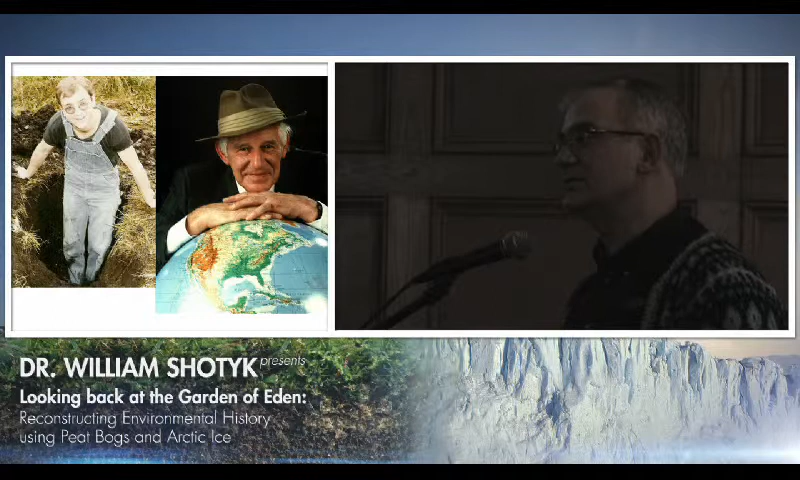 DR. WILLIAM SHOTYK presents
Looking back at the Garden of Eden:
Reconstructing Environmental History
using Peat Bogs and Arctic Ice